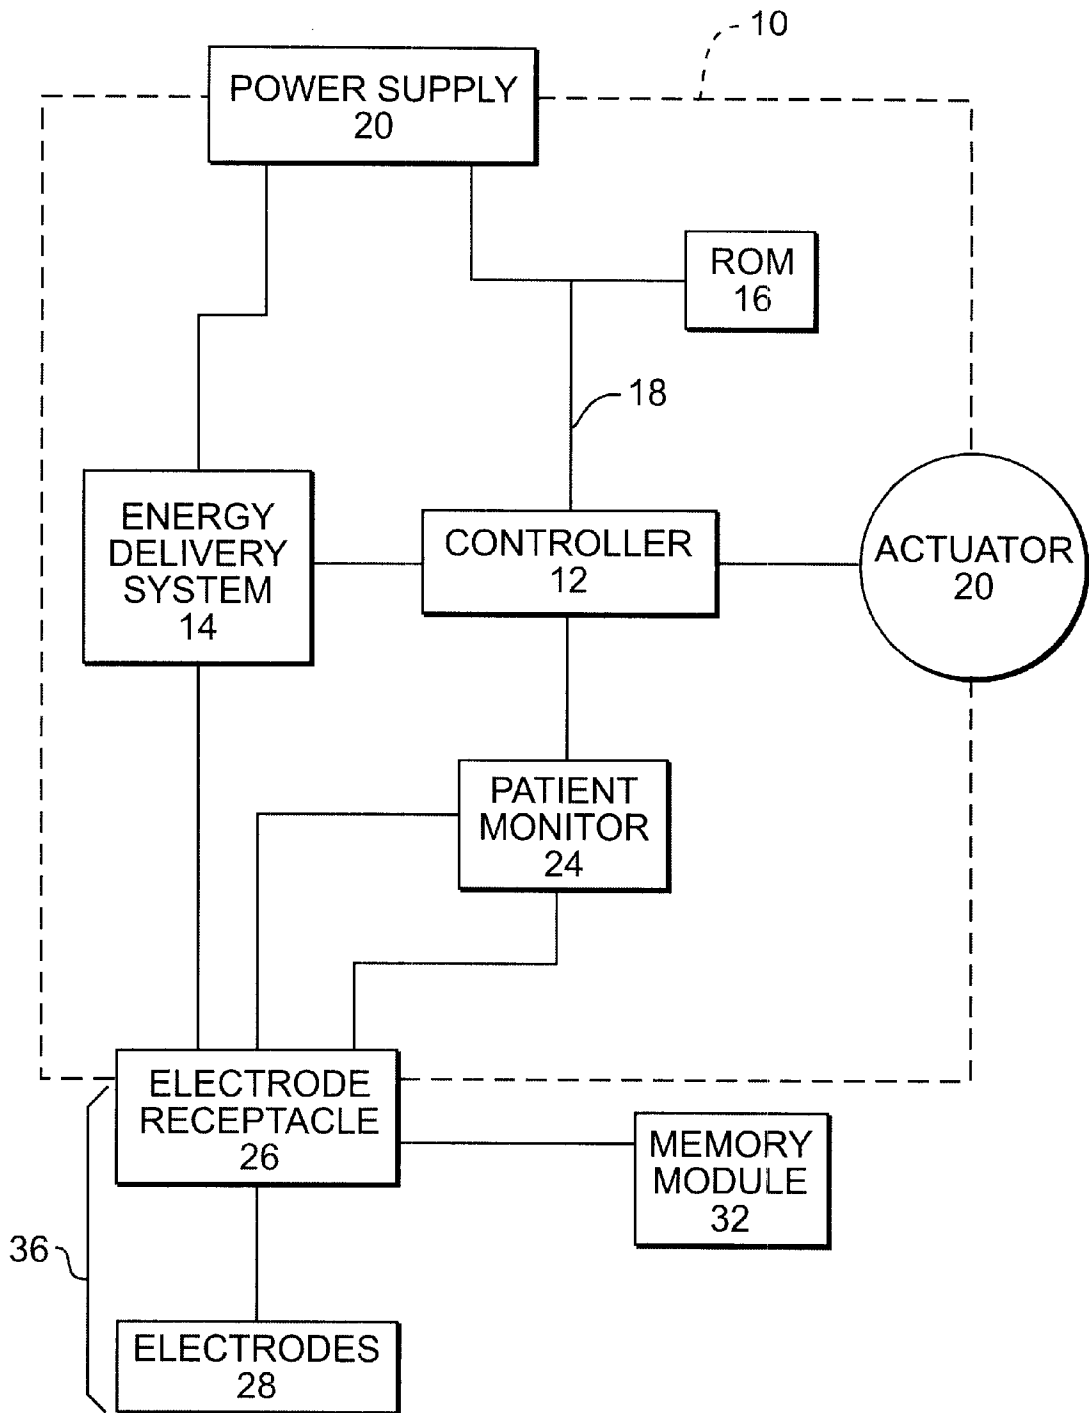 10
POWER SUPPLY
20
ROM
16
18
ENERGY
DELIVERY
SYSTEM
14
CONTROLLER
12
ACTUATOR
20
PATIENT
MONITOR
24
ELECTRODE
RECEPTACLE
26
MEMORY
MODULE
32
36
ELECTRODES
28